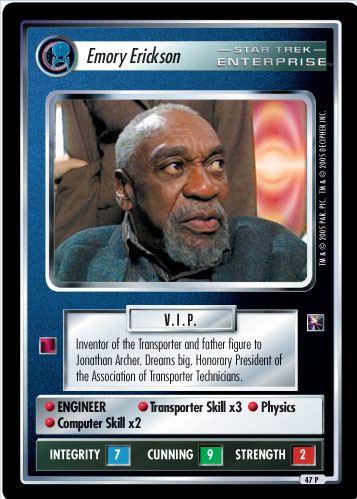 Emory Erickson
STAR TREK
ENTERPRISE
TM & © 2005 PAR. PIC. TM & © 2005 DECIPHER INC.
V.I.P.
Inventor of the Transporter and father figure to
Jonathan Archer. Dreams big. Honorary President of
the Association of Transporter Technicians.
ENGINEER Transporter Skill x3 Physics
Computer Skill x2
INTEGRITY 7 CUNNING 9 STRENGTH 2
47 P